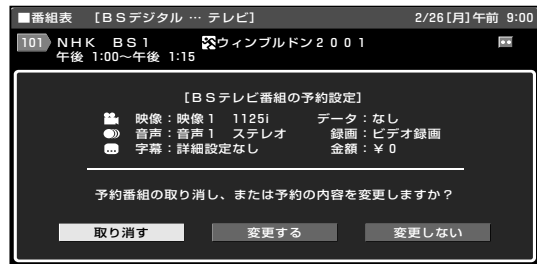 ■番組表 [BSデジタル … テレビ] 2/26[月]午前 9:00
101 NHK BS1 ウィンブルドン2001
午後 1:00~午後 1:15
[BSテレビ番組の予約設定]
映像:映像1 1125i データ:なし
音声:音声1 ステレオ 録画:ビデオ録画
字幕:詳細設定なし 金額:¥0
予約番組の取り消し、または予約の内容を変更しますか?
取り消す 変更する 変更しない